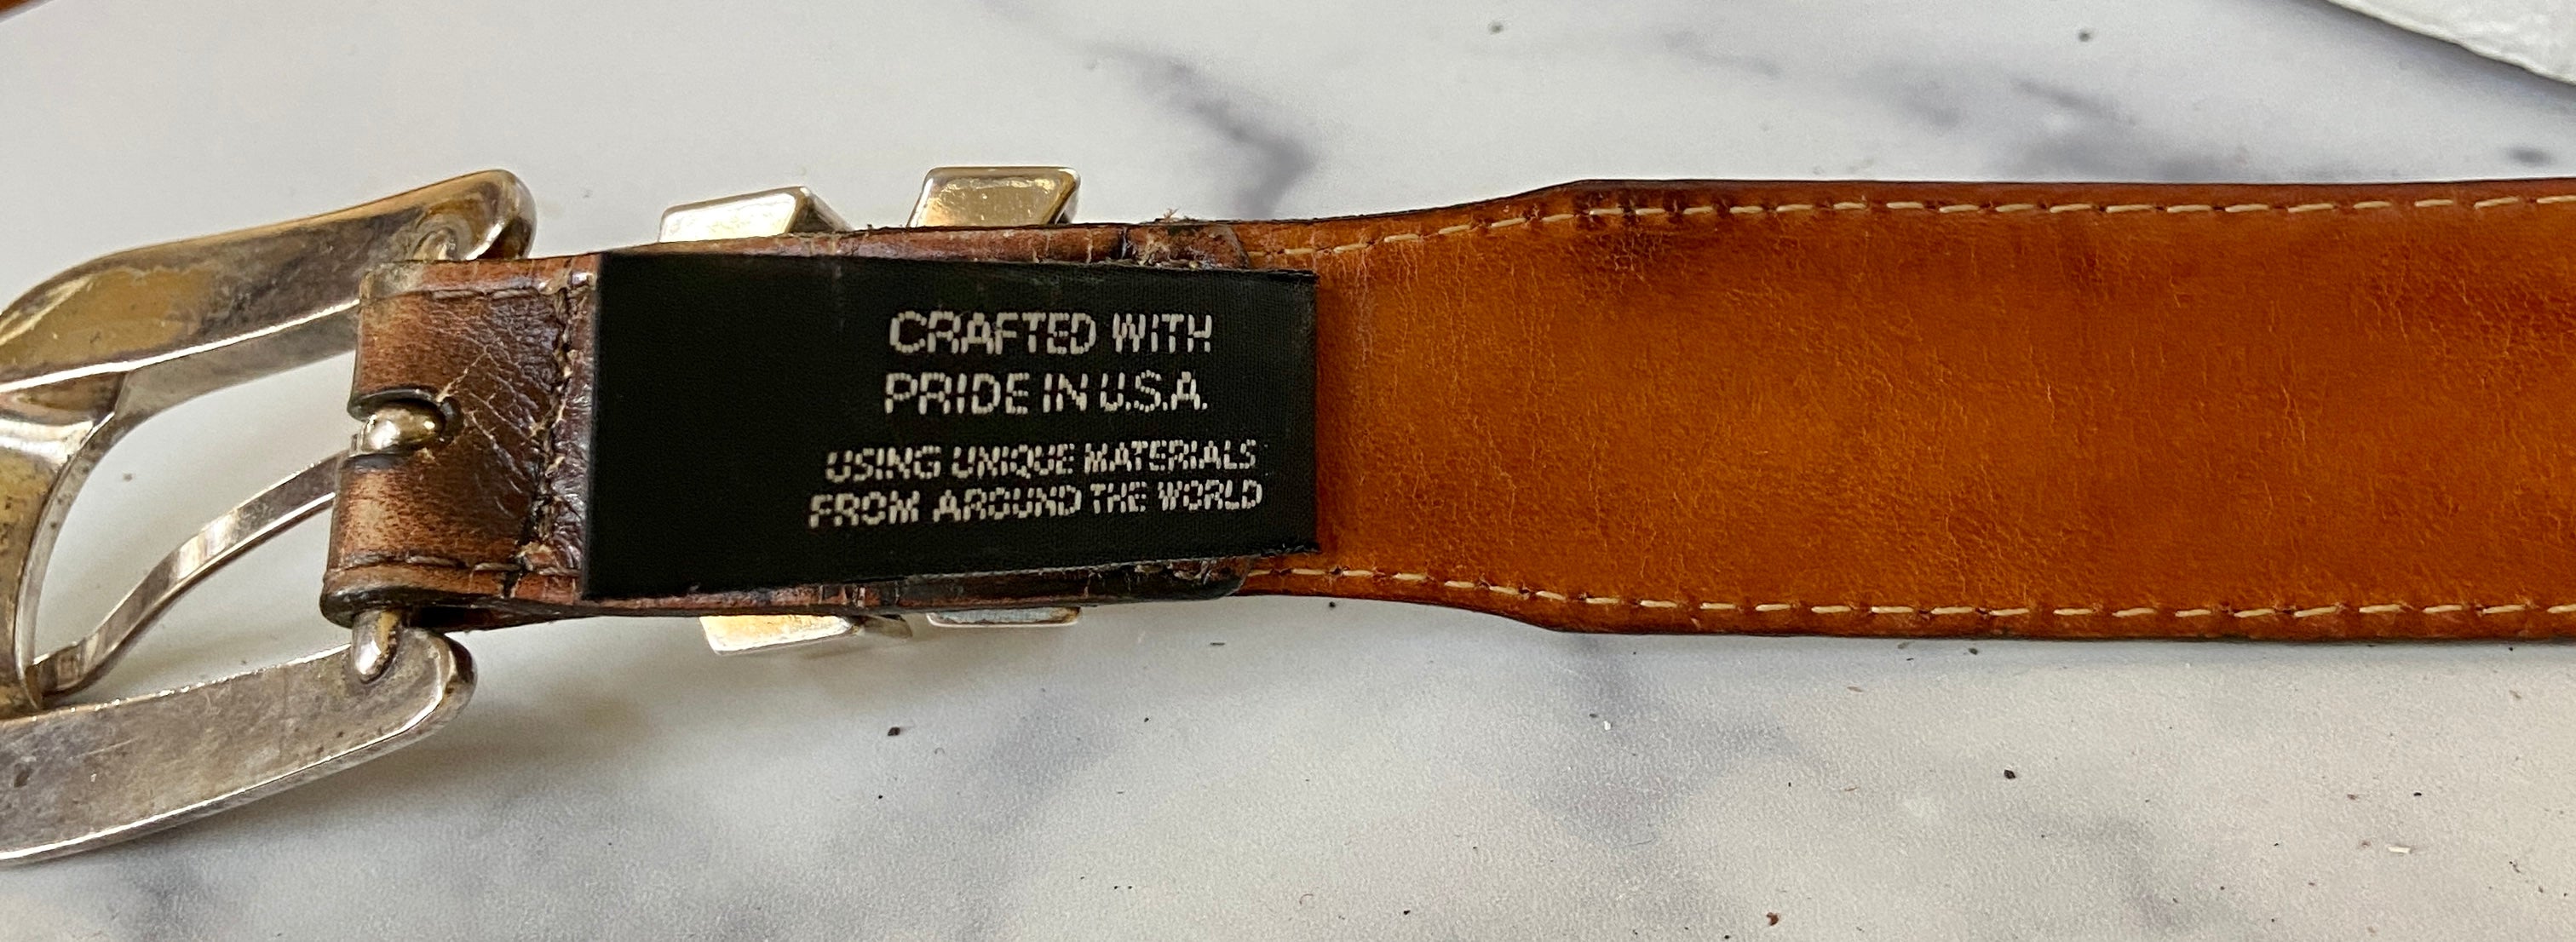 CRAFTED WITH
PRIDE IN U.S.A.
USING UNIQUE MATERIALS
FROM AROUND THE WORLD